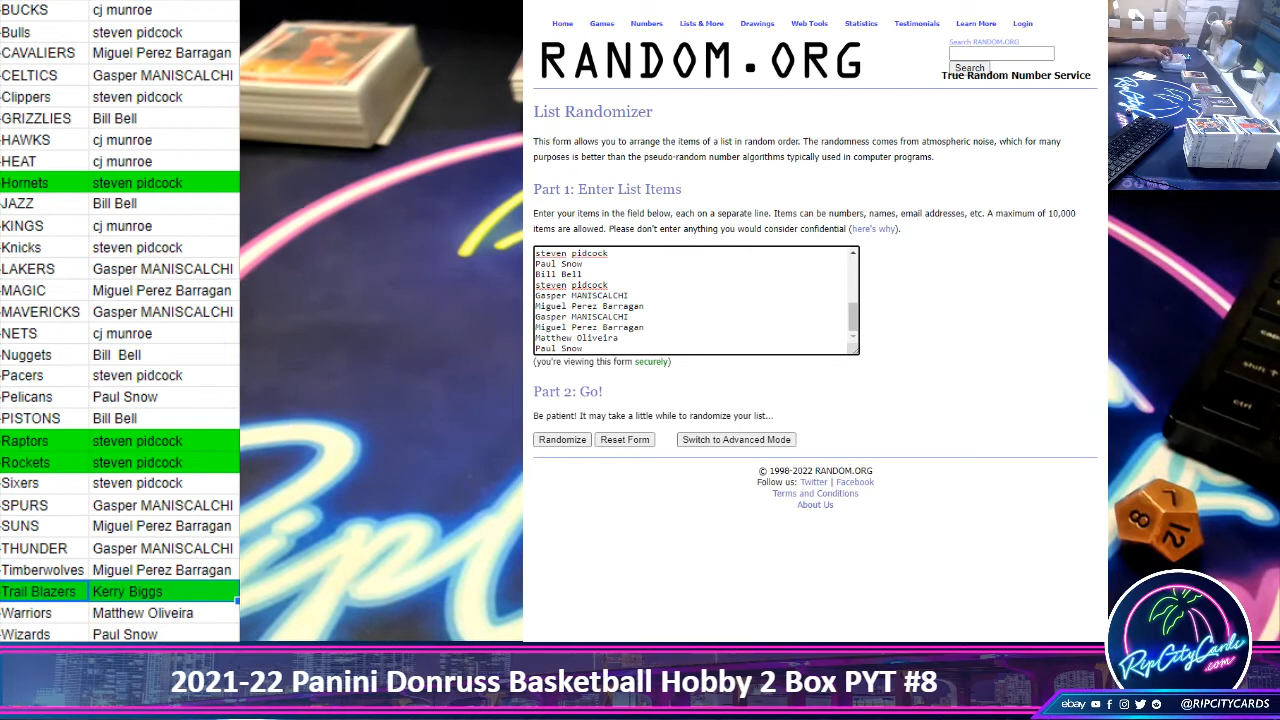 BUCKS cj munroe
-Bulls steven pidcock
-CAVALIERS Miguel Perez Barragan
-CELTICS Gasper MANISCALCHI
-Clippers steven pidcock
-GRIZZLIES Bill Bell
-HAWKS cj munroe
-HEAT cj munroe
-Hornets steven pidcock
-JAZZ Bill Bell
-KINGS cj munroe
-Knicks steven pidcock
-LAKERS Gasper MANISCALCHI
-MAGIC Miguel Perez Barragan
-MAVERICKS Gasper MANISCALCHI
-NETS cj munroe
-Nuggets Bill  Bell
-Pacers steven pidcock
-Pelicans Paul Snow
-PISTONS Bill Bell
-Raptors steven pidcock
-Rockets steven pidcock
-Sixers steven pidcock
-SPURS Gasper MANISCALCHI
-SUNS Miguel Perez Barragan
-THUNDER Gasper MANISCALCHI
-Timberwolves Miguel Perez Barragan
-Trail Blazers Kerry Biggs
-Warriors Matthew Oliveira
-Wizards Paul Snow
Home Games Numbers Lists & More Drawings Web Tools Statistics Testimonials Learn More Login
Search RANDOM.ORG
RANDOM.ORG
Search
True Random Number Service
List Randomizer
This form allows you to arrange the items of a list in random order. The randomness comes from atmospheric noise, which for many
purposes is better than the pseudo-random number algorithms typically used in computer programs.
Part 1: Enter List Items
Enter your items in the field below, each on a separate line. Items can be numbers, names, email addresses, etc. A maximum of 10,000
items are allowed. Please don't enter anything you would consider confidential (here's why).
steven pidcock
Paul Snow
Bill Bell
steven pidcock
Gasper MANISCALCHI
Miguel Perez Barragan
Gasper MANISCALCHI
Miguel Perez Barragan
Matthew Oliveira
Paul Snow
(you're viewing this form securely)
Part 2: Go!
Be patient! It may take a little while to randomize your list...
Randomize Reset Form Switch to Advanced Mode
© 1998-2022 RANDOM.ORG
Follow us: Twitter | Facebook
Terms and Conditions
About Us
ctrl
7
8
12
RipCityCards
.com
2021-22 Panini Donruss Basketball Hobby 2 Box PYT #8
ebay @RIPCITYCARDS